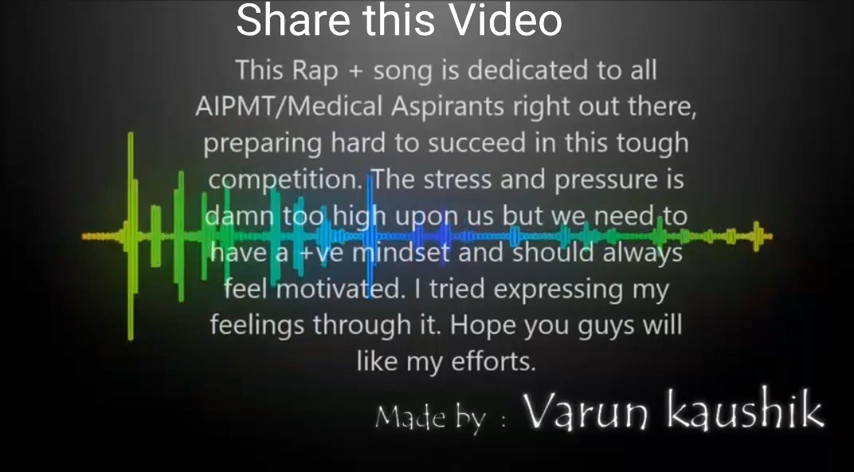 Share this Video
This Rap + song is dedicated to all
AIPMT/Medical Aspirants right out there,
preparing hard to succeed in this tough
competition. The stress and pressure is
damn too high upon us but we need to
have a +ve mindset and should always
feel motivated. I tried expressing my
feelings through it. Hope you guys will
like my efforts.
Made by : Varun kaushik